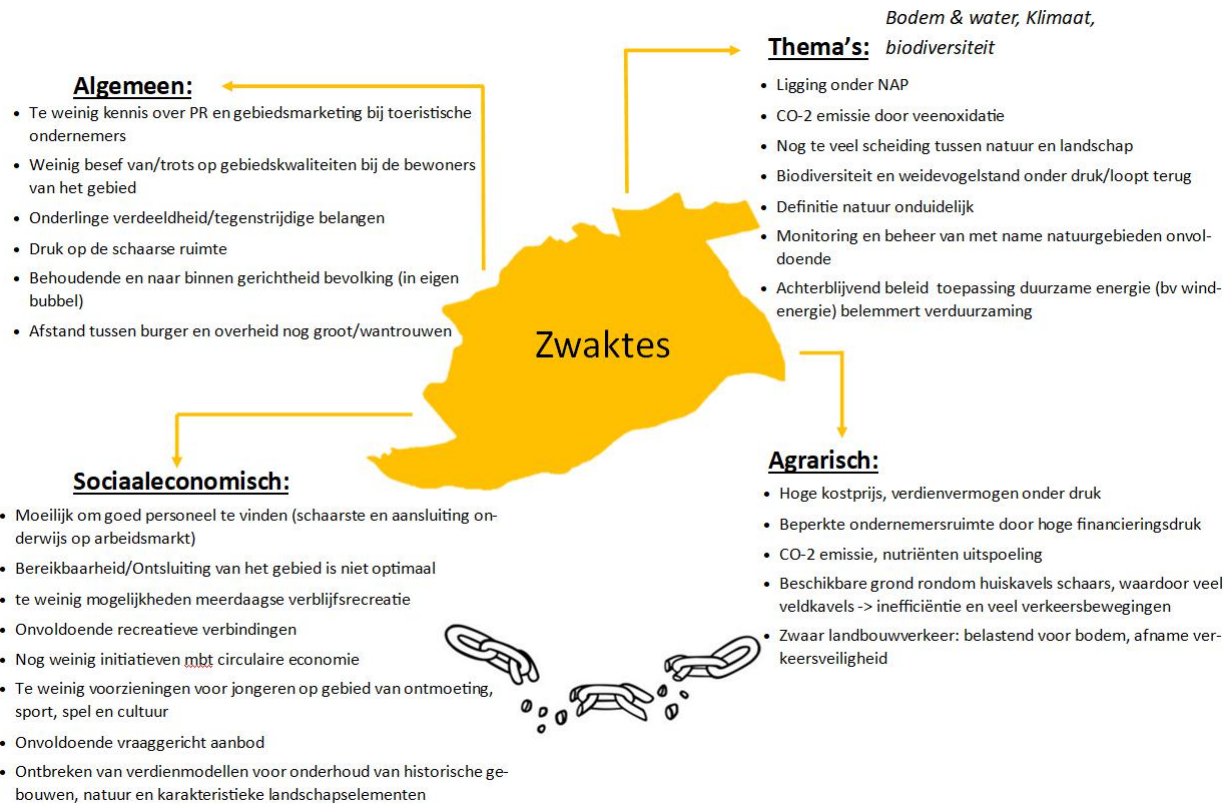 Algemeen:
• Te weinig kennis over PR en gebiedsmarketing bij toeristische
ondernemers
• Weinig besef van/trots op gebiedskwaliteiten bij de bewoners
van het gebied
• Onderlinge verdeeldheid/tegenstrijdige belangen
• Druk op de schaarse ruimte
• Behoudende en naar binnen gerichtheid bevolking (in eigen
bubbel)
• Afstand tussen burger en overheid nog groot/wantrouwen
Thema's: Bodem & water, Klimaat,
biodiversiteit
• Ligging onder NAP
• CO-2 emissie door veenoxidatie
• Nog te veel scheiding tussen natuur en landschap
• Biodiversiteit en weidevogelstand onder druk/loopt terug
• Definitie natuur onduidelijk
• Monitoring en beheer van met name natuurgebieden onvol-
doende
• Achterblijvend beleid toepassing duurzame energie (bv wind-
energie) belemmert verduurzaming
Zwaktes
Sociaaleconomisch:
• Moeilijk om goed personeel te vinden (schaarste en aansluiting on-
derwijs op arbeidsmarkt)
• Bereikbaarheid/Ontsluiting van het gebied is niet optimaal
• te weinig mogelijkheden meerdaagse verblijfsrecreatie
• Onvoldoende recreatieve verbindingen
• Nog weinig initiatieven mbt circulaire economie
• Te weinig voorzieningen voor jongeren op gebied van ontmoeting,
sport, spel en cultuur
• Onvoldoende vraaggericht aanbod
• Ontbreken van verdienmodellen voor onderhoud van historische ge-
bouwen, natuur en karakteristieke landschapselementen
Agrarisch:
• Hoge kostprijs, verdienvermogen onder druk
• Beperkte ondernemersruimte door hoge financieringsdruk
• CO-2 emissie, nutriënten uitspoeling
• Beschikbare grond rondom huiskavels schaars, waardoor veel
veldkavels -> inefficiëntie en veel verkeersbewegingen
• Zwaar landbouwverkeer: belastend voor bodem, afname ver-
keersveiligheid